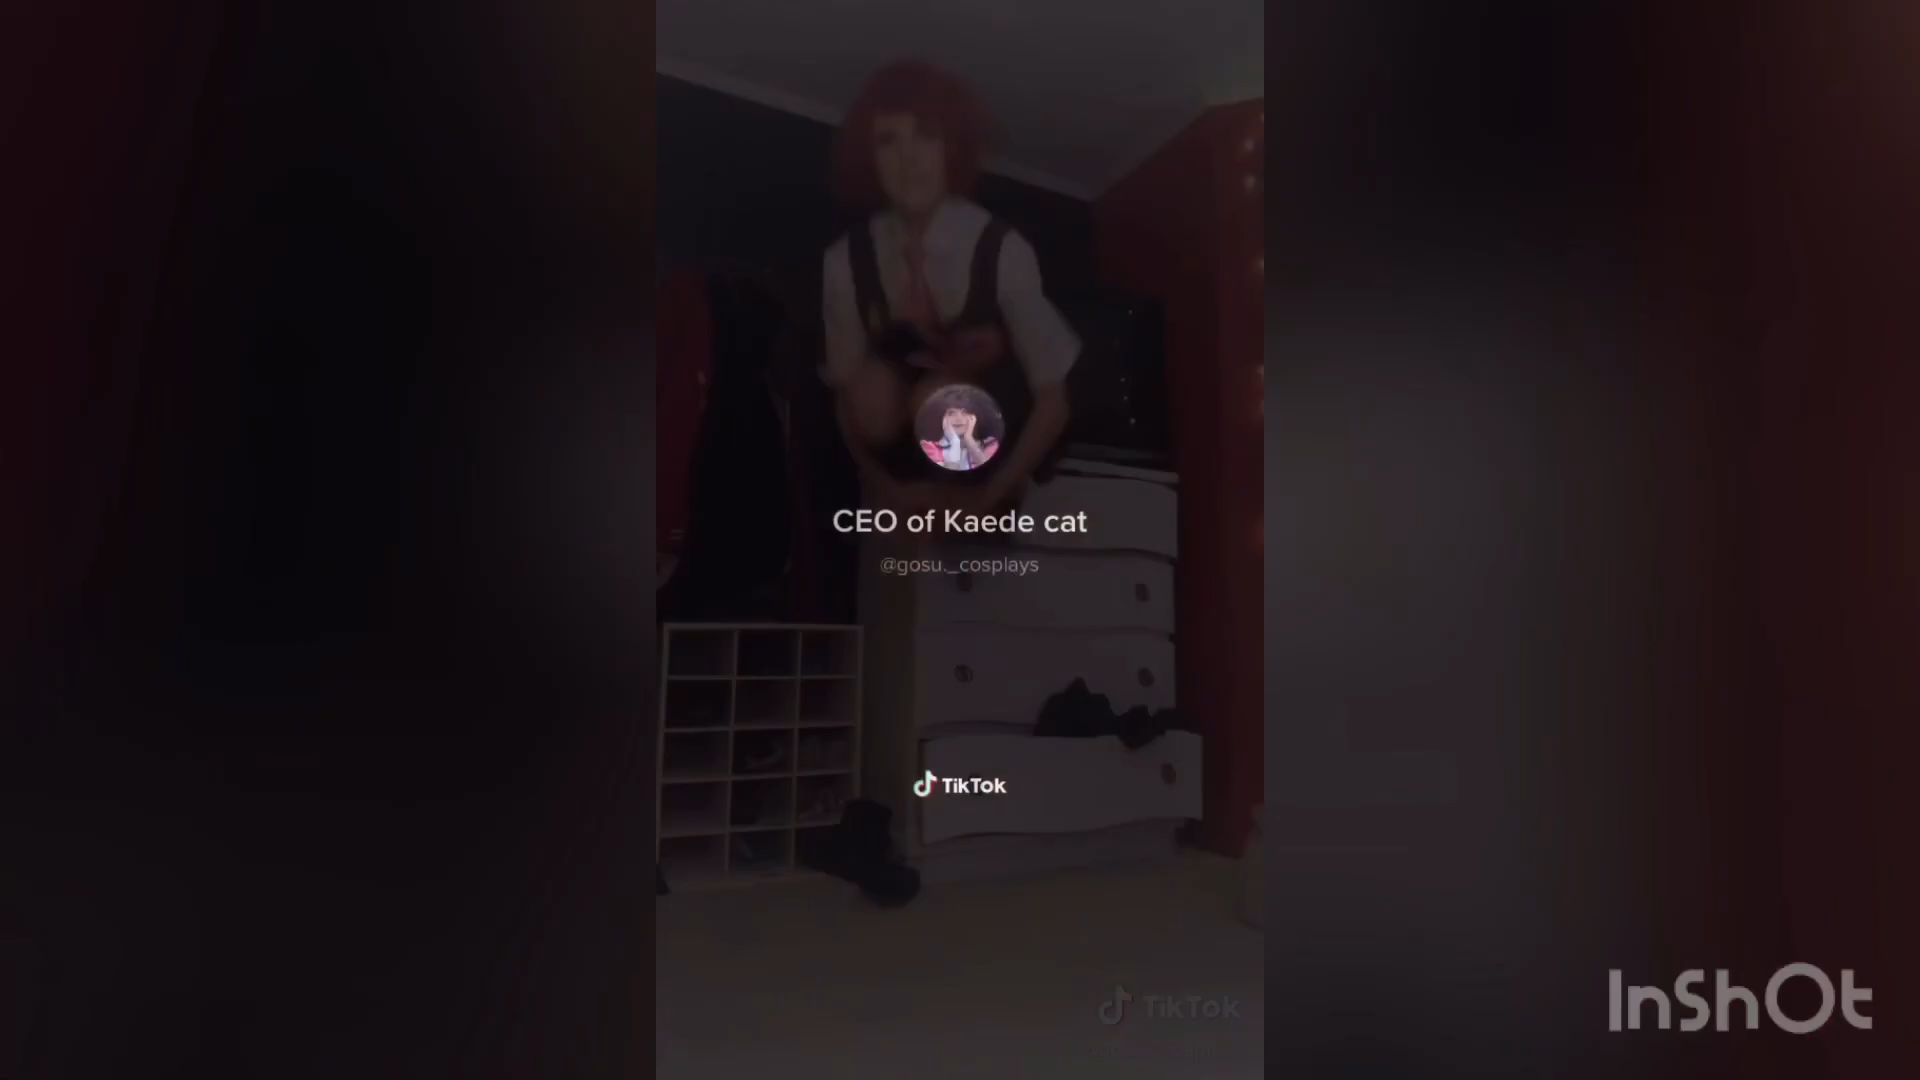 CEO of Kaede cat
@gosu._cosplays
TikTok
TikTok
InShOt